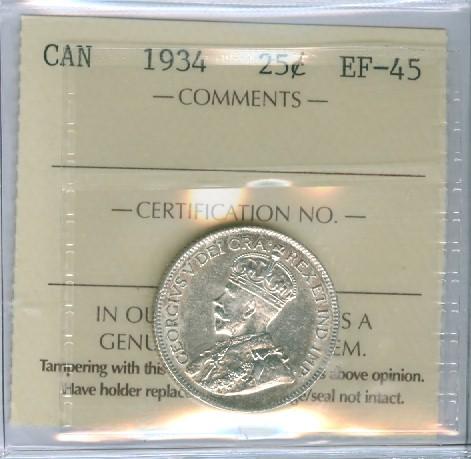 CAN 1934 25¢ EF-45
— COMMENTS —
— CERTIFICATION NO. —
GEORGIVS V DEI GRA: REX ET IND: IMP:
IN OU S A
GENU EM.
Tampering with this above opinion.
Have holder replac e/seal not intact.